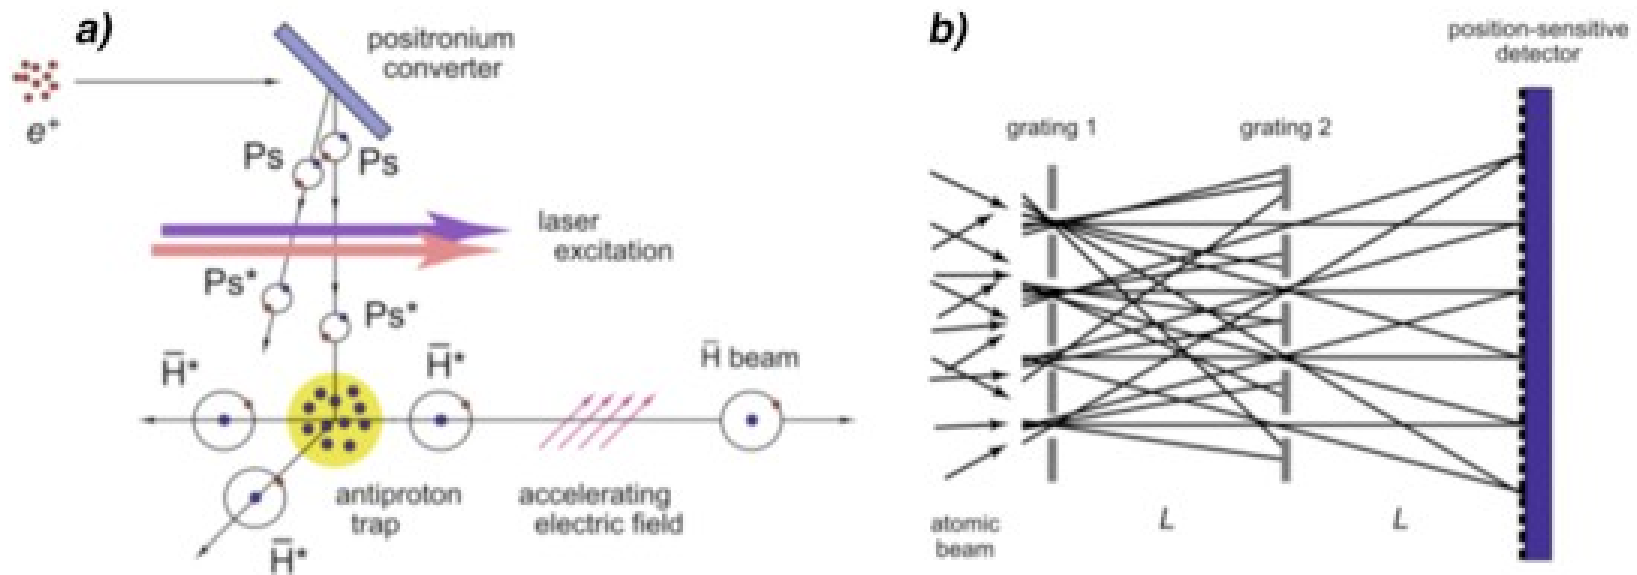 a)
positronium
converter
e⁺
Ps
Ps
laser
excitation
Ps*
Ps*
H̅*
H̅*
H̅ beam
antiproton
trap
accelerating
electric field
H̅*
b)
position-sensitive
detector
grating 1
grating 2
atomic
beam
L
L